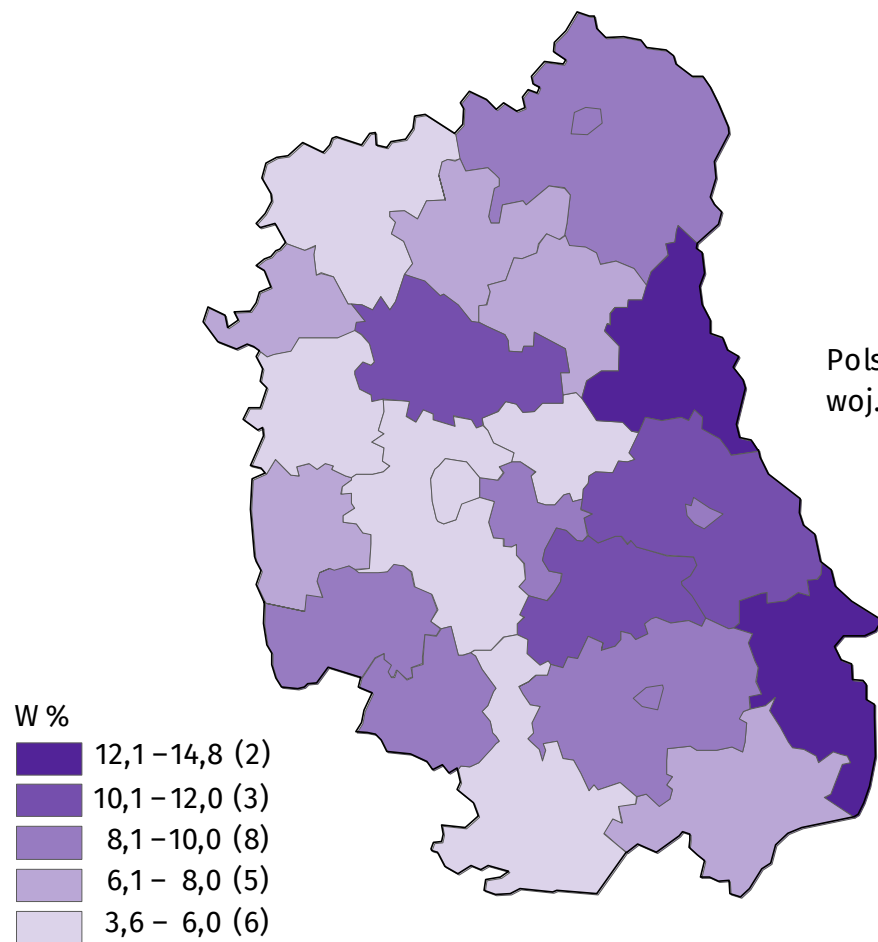 Pols
woj.
W %
12,1 – 14,8 (2)
10,1 – 12,0 (3)
8,1 – 10,0 (8)
6,1 – 8,0 (5)
3,6 – 6,0 (6)